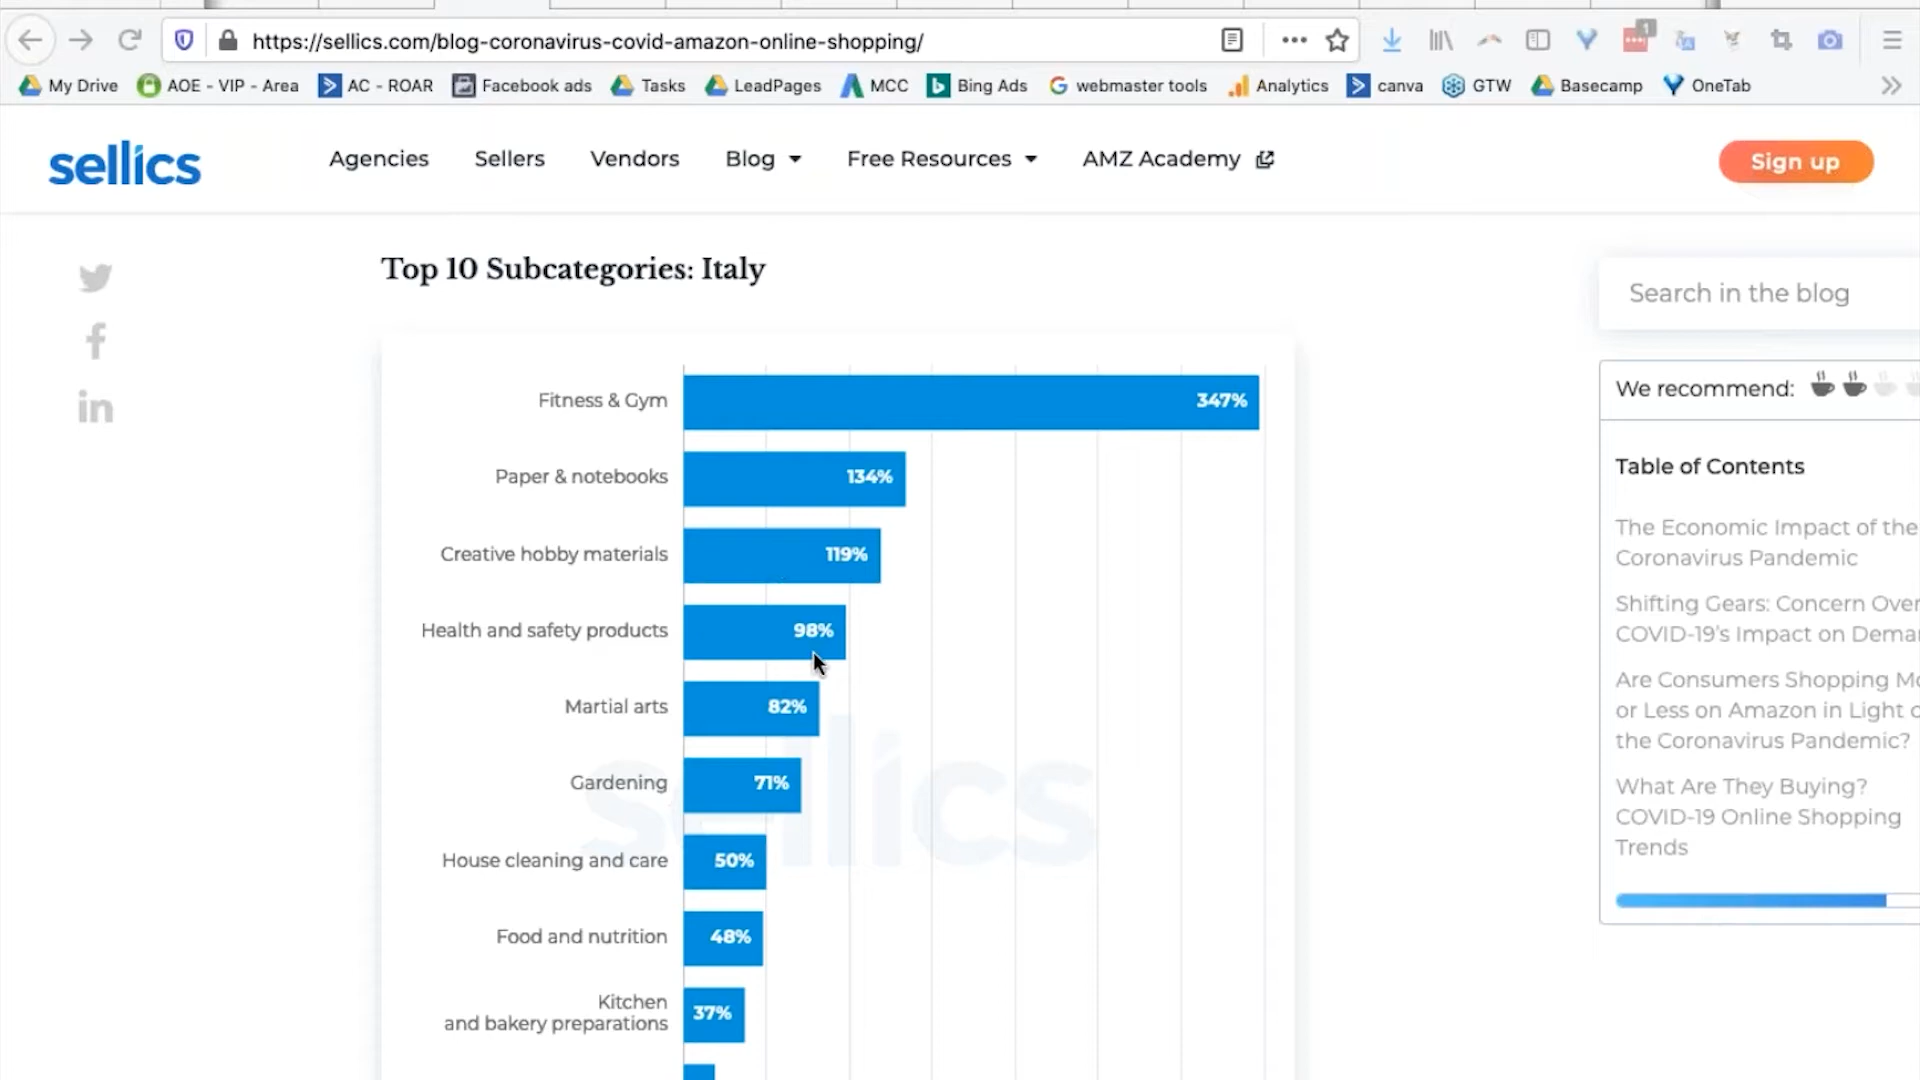 https://sellics.com/blog-coronavirus-covid-amazon-online-shopping/
1
My Drive AOE - VIP - Area AC - ROAR Facebook ads Tasks LeadPages MCC Bing Ads webmaster tools Analytics canva GTW Basecamp OneTab
sellics Agencies Sellers Vendors Blog Free Resources AMZ Academy Sign up
Top 10 Subcategories: Italy
Fitness & Gym 347%
Paper & notebooks 134%
Creative hobby materials 119%
Health and safety products 98%
Martial arts 82%
Gardening 71%
House cleaning and care 50%
Food and nutrition 48%
Kitchen
and bakery preparations 37%
sellics
Search in the blog
We recommend:
Table of Contents
The Economic Impact of the
Coronavirus Pandemic
Shifting Gears: Concern Over
COVID-19's Impact on Dema
Are Consumers Shopping Mo
or Less on Amazon in Light o
the Coronavirus Pandemic?
What Are They Buying?
COVID-19 Online Shopping
Trends